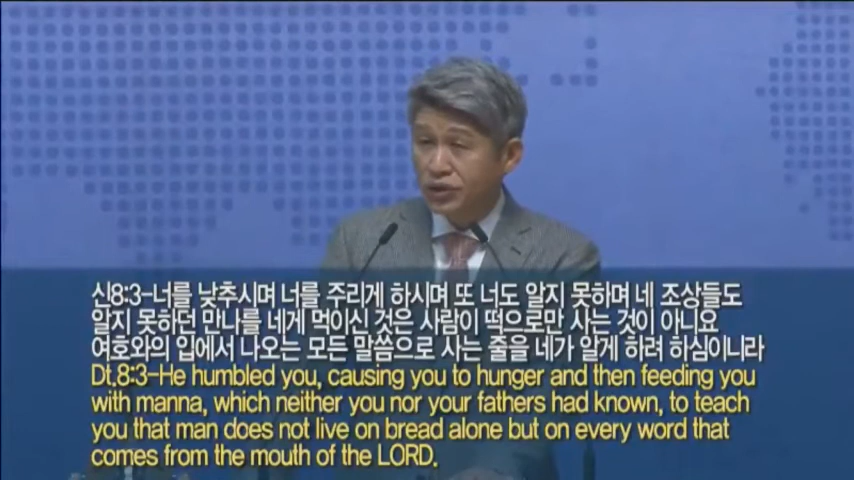 신8:3-너를 낮추시며 너를 주리게 하시며 또 너도 알지 못하며 네 조상들도
알지 못하던 만나를 네게 먹이신 것은 사람이 떡으로만 사는 것이 아니요
여호와의 입에서 나오는 모든 말씀으로 사는 줄을 네가 알게 하려 하심이니라
Dt.8:3-He humbled you, causing you to hunger and then feeding you
with manna, which neither you nor your fathers had known, to teach
you that man does not live on bread alone but on every word that
comes from the mouth of the LORD.